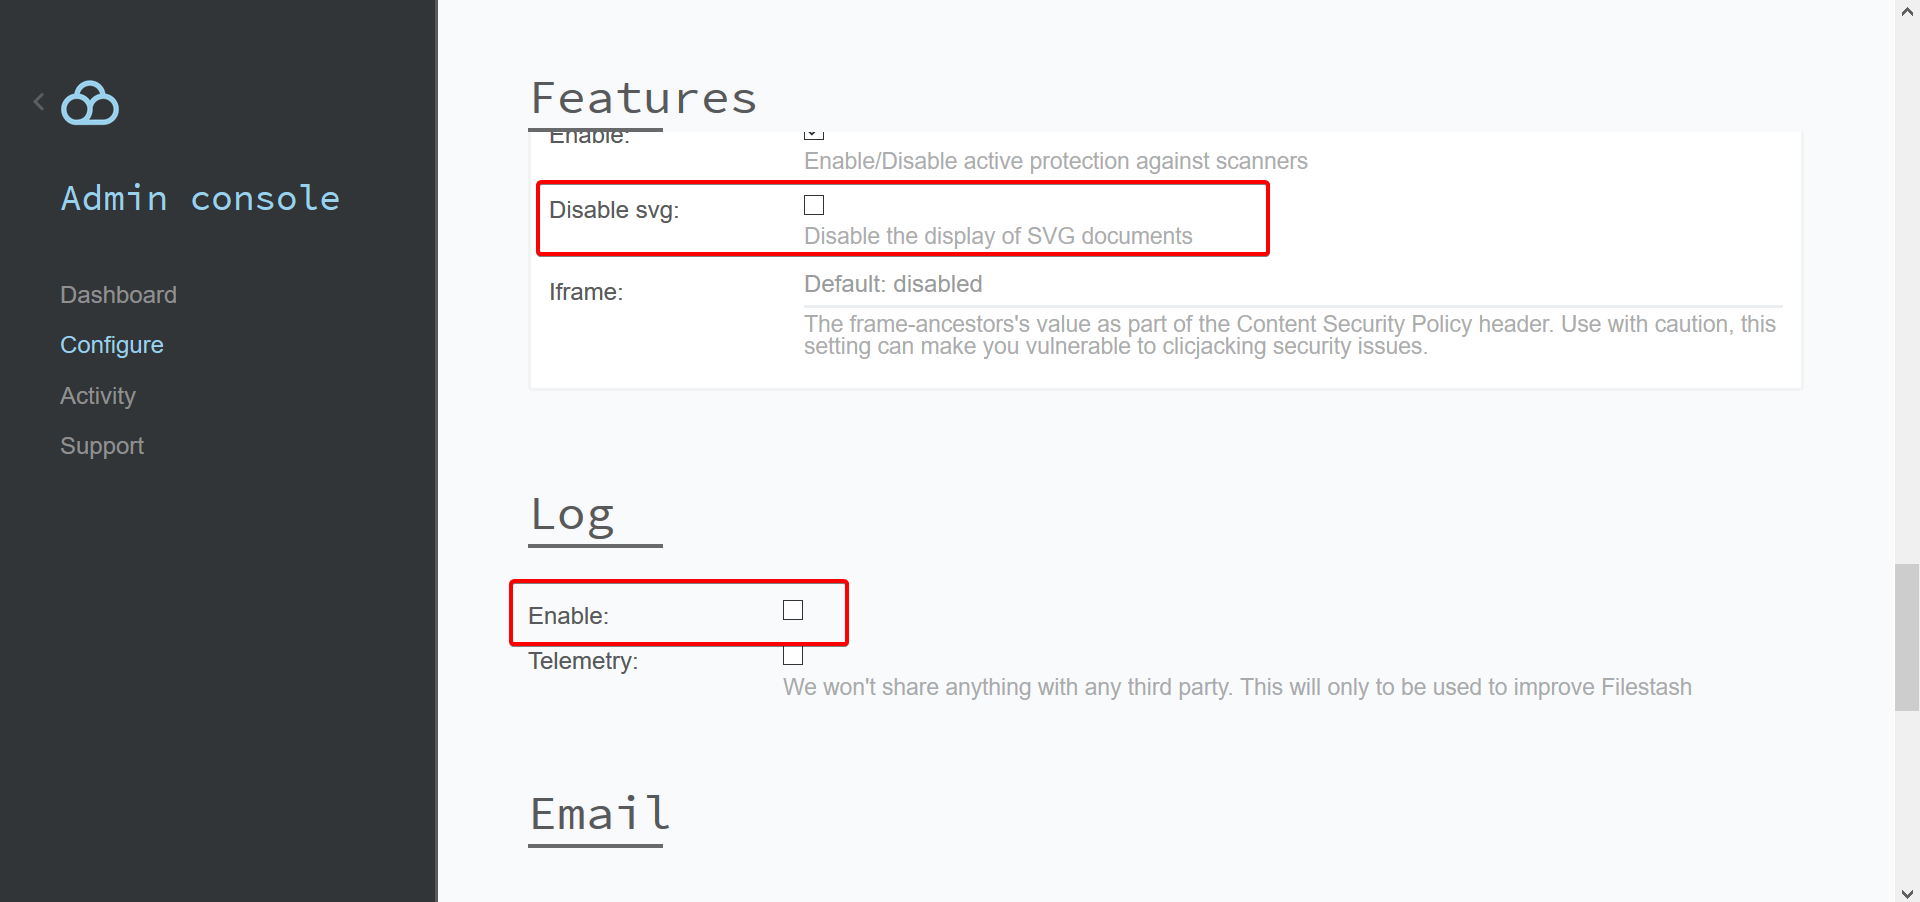 Admin console
Dashboard
Configure
Activity
Support
Features
Enable:
Enable/Disable active protection against scanners
Disable svg:
Disable the display of SVG documents
Iframe:
Default: disabled
The frame-ancestors's value as part of the Content Security Policy header. Use with caution, this
setting can make you vulnerable to clicjacking security issues.
Log
Enable:
Telemetry:
We won't share anything with any third party. This will only to be used to improve Filestash
Email